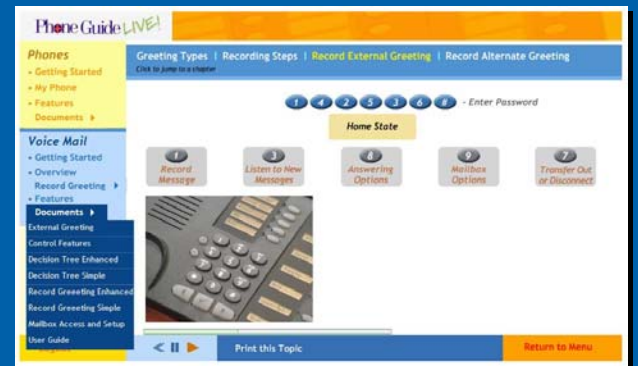 Phone Guide LIVE!
Phones
• Getting Started
• My Phone
• Features
Documents
Voice Mail
• Getting Started
• Overview
Record Greeting
• Features
Documents
External Greeting
Control Features
Decision Tree Enhanced
Decision Tree Simple
Record Greeting Enhanced
Record Greeting Simple
Mailbox Access and Setup
User Guide
Greeting Types | Recording Steps | Record External Greeting | Record Alternate Greeting
Click to jump to a chapter
1 4 2 5 3 6 # - Enter Password
Home State
1 3 8 9 7
Record Message
Listen to New Messages
Answering Options
Mailbox Options
Transfer Out or Disconnect
Print this Topic
Return to Menu